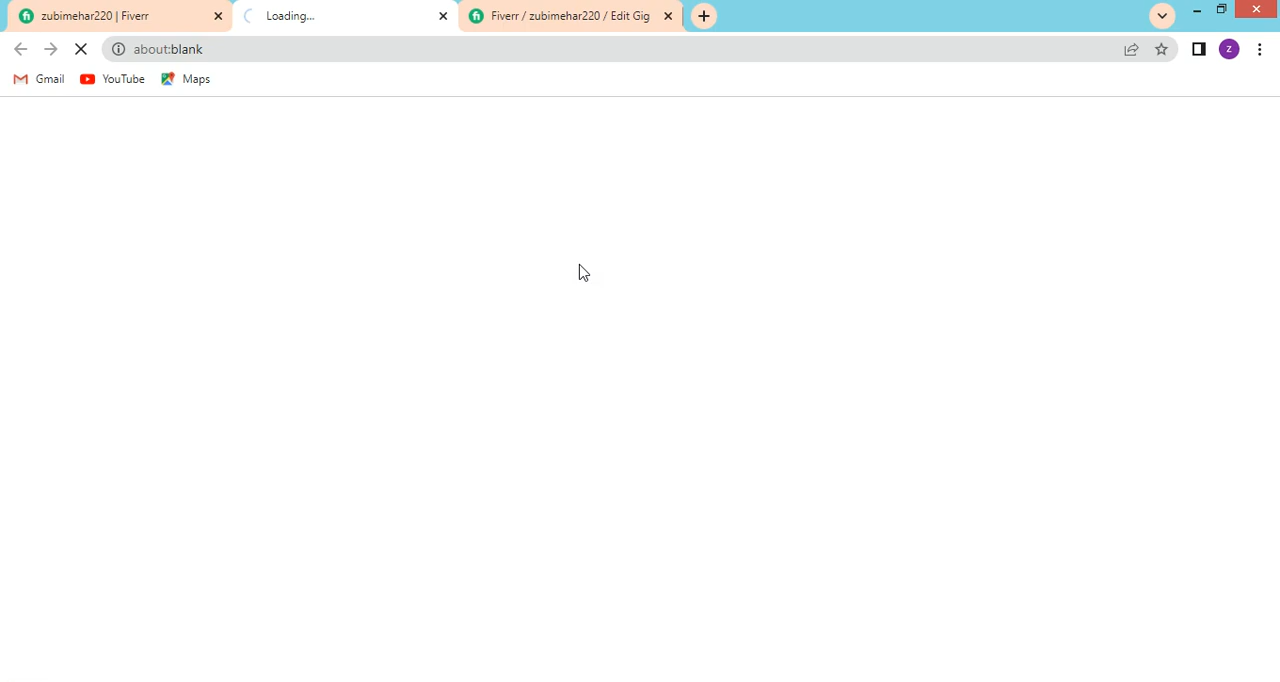 zubimehar220 | Fiverr
Loading...
Fiverr / zubimehar220 / Edit Gig
about:blank
Z
Gmail
YouTube
Maps